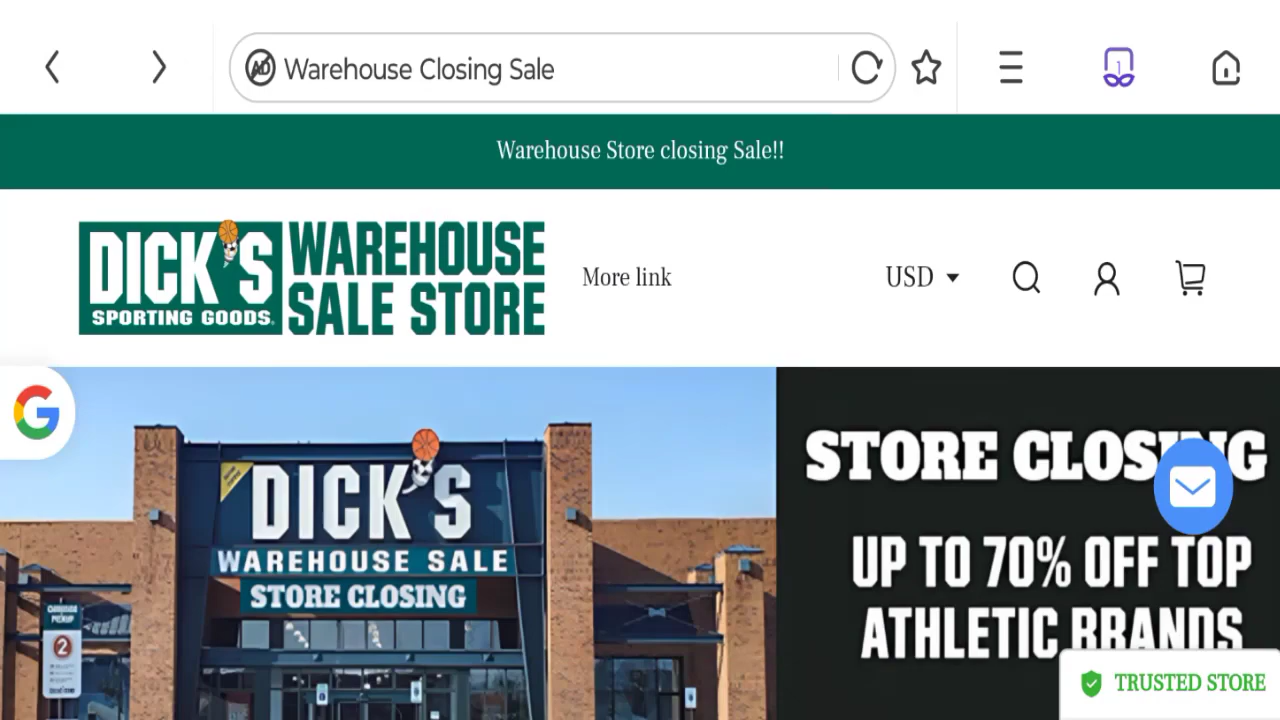 Warehouse Closing Sale
Warehouse Store closing Sale!!
DICK'S
SPORTING GOODS
WAREHOUSE
SALE STORE
More link
USD
STORE CLOSING
UP TO 70% OFF TOP
ATHLETIC BRANDS
DICK'S
WAREHOUSE SALE
STORE CLOSING
PICKUP
2
TRUSTED STORE